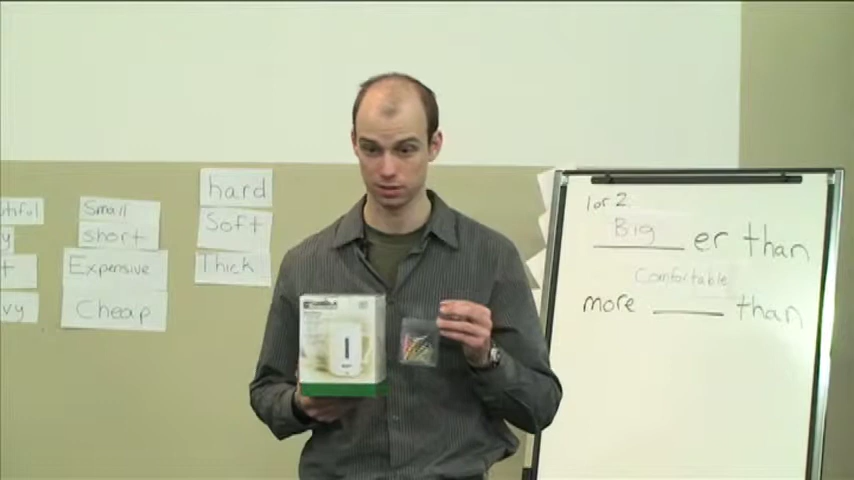 Small
short
Expensive
Cheap
hard
Soft
Thick
1 or 2
Big er than
Comfortable
more than